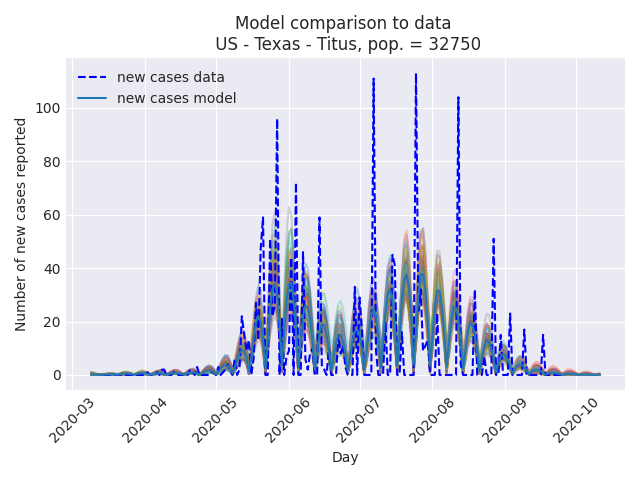 Model comparison to data
US - Texas - Titus, pop. = 32750
new cases data
new cases model
Number of new cases reported
100
80
60
40
20
0
2020-03
2020-04
2020-05
2020-06
2020-07
2020-08
2020-09
2020-10
Day